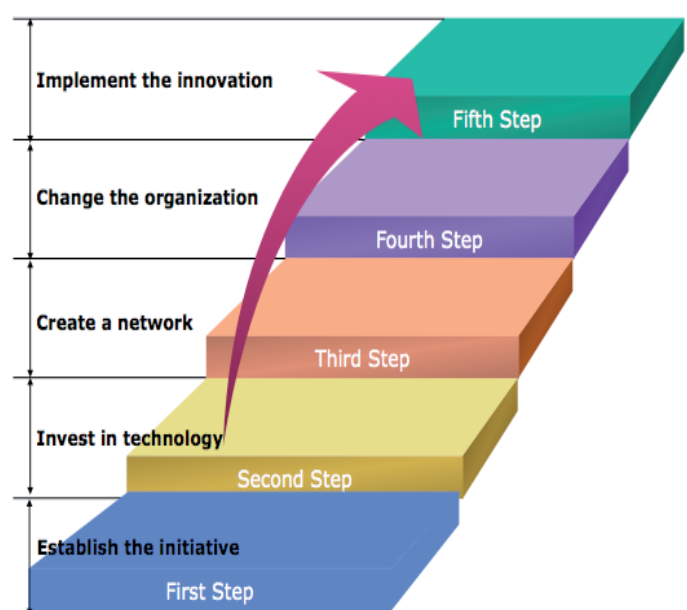 Implement the innovation
Fifth Step
Change the organization
Fourth Step
Create a network
Third Step
Invest in technology
Second Step
Establish the initiative
First Step